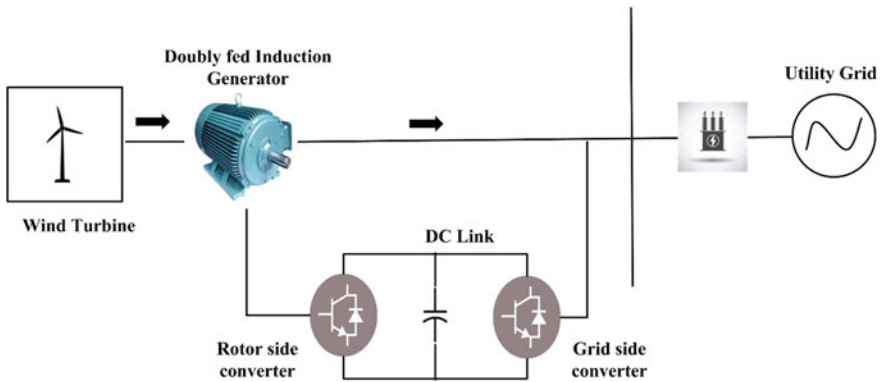 Doubly fed Induction
Generator
Utility Grid
Wind Turbine
DC Link
Rotor side
converter
Grid side
converter